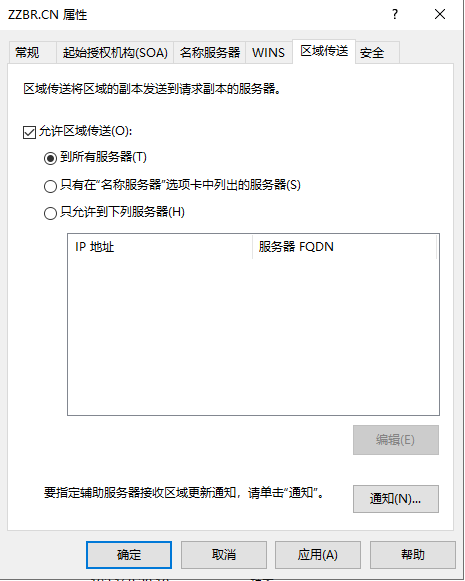 ZZBR.CN 属性
常规 起始授权机构(SOA) 名称服务器 WINS 区域传送 安全
区域传送将区域的副本发送到请求副本的服务器。
允许区域传送(O):
到所有服务器(T)
只有在“名称服务器”选项卡中列出的服务器(S)
只允许到下列服务器(H)
IP 地址 服务器 FQDN
编辑(E)
要指定辅助服务器接收区域更新通知，请单击“通知”。 通知(N)...
确定 取消 应用(A) 帮助